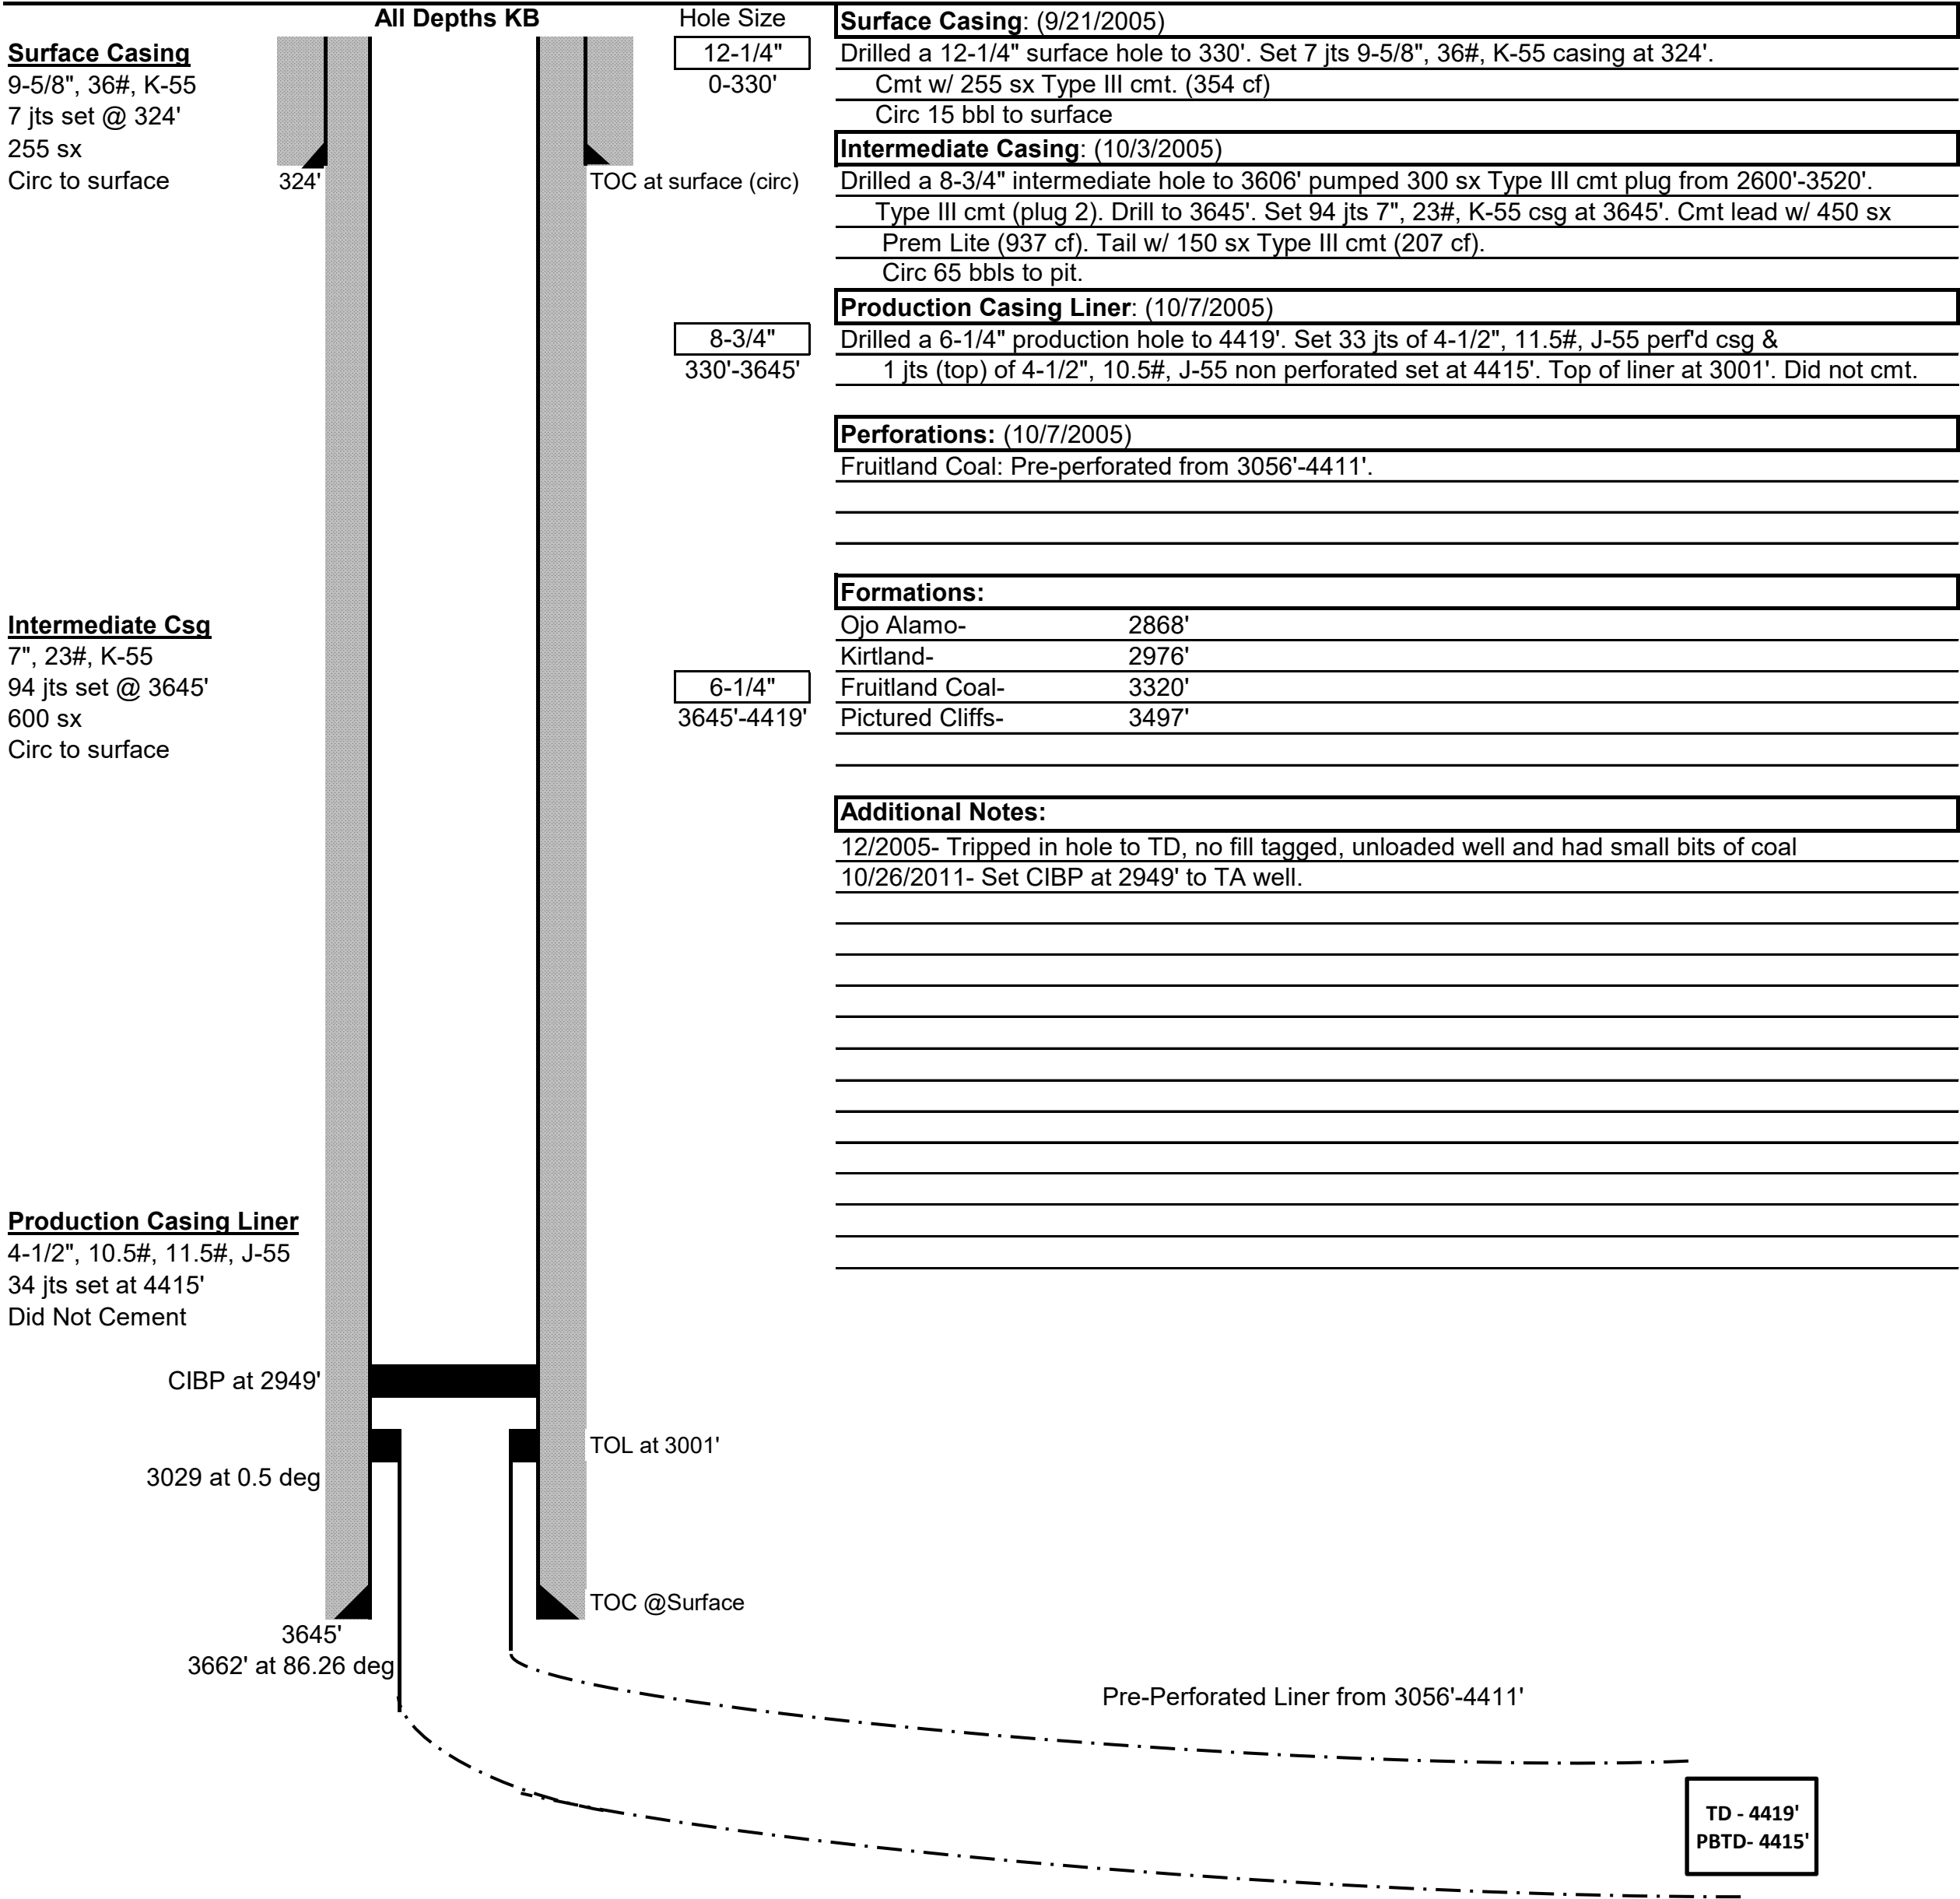 All Depths KB
Hole Size
Surface Casing
9-5/8", 36#, K-55
7 jts set @ 324'
255 sx
Circ to surface
324'
TOC at surface (circ)
12-1/4"
0-330'
Surface Casing: (9/21/2005)
Drilled a 12-1/4" surface hole to 330'. Set 7 jts 9-5/8", 36#, K-55 casing at 324'.
Cmt w/ 255 sx Type III cmt. (354 cf)
Circ 15 bbl to surface
Intermediate Casing: (10/3/2005)
Drilled a 8-3/4" intermediate hole to 3606' pumped 300 sx Type III cmt plug from 2600'-3520'.
Type III cmt (plug 2). Drill to 3645'. Set 94 jts 7", 23#, K-55 csg at 3645'. Cmt lead w/ 450 sx
Prem Lite (937 cf). Tail w/ 150 sx Type III cmt (207 cf).
Circ 65 bbls to pit.
Production Casing Liner: (10/7/2005)
8-3/4"
330'-3645'
Drilled a 6-1/4" production hole to 4419'. Set 33 jts of 4-1/2", 11.5#, J-55 perf'd csg &
1 jts (top) of 4-1/2", 10.5#, J-55 non perforated set at 4415'. Top of liner at 3001'. Did not cmt.
Perforations: (10/7/2005)
Fruitland Coal: Pre-perforated from 3056'-4411'.
Formations:
Ojo Alamo- 2868'
Kirtland- 2976'
Fruitland Coal- 3320'
Pictured Cliffs- 3497'
Intermediate Csg
7", 23#, K-55
94 jts set @ 3645'
600 sx
Circ to surface
6-1/4"
3645'-4419'
Additional Notes:
12/2005- Tripped in hole to TD, no fill tagged, unloaded well and had small bits of coal
10/26/2011- Set CIBP at 2949' to TA well.
Production Casing Liner
4-1/2", 10.5#, 11.5#, J-55
34 jts set at 4415'
Did Not Cement
CIBP at 2949'
TOL at 3001'
3029 at 0.5 deg
TOC @Surface
3645'
3662' at 86.26 deg
Pre-Perforated Liner from 3056'-4411'
TD - 4419'
PBTD- 4415'